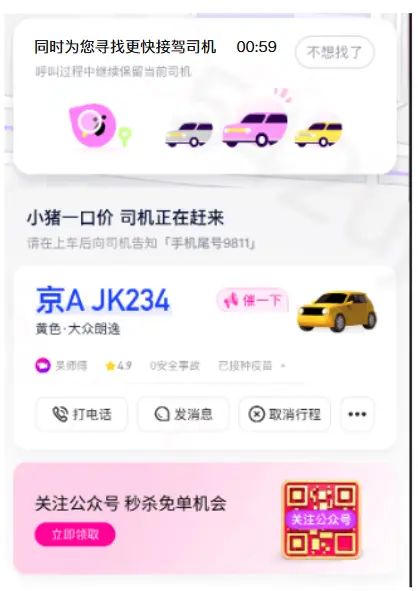 同时为您寻找更快接驾司机 00:59 不想找了
呼叫过程中继续保留当前司机
小猪一口价 司机正在赶来
请在上车后向司机告知「手机尾号9811」
京A JK234 催一下
黄色·大众朗逸
吴师傅 4.9 0安全事故 已接种疫苗
打电话 发消息 取消行程
关注公众号 秒杀免单机会
关注公众号
立即领取